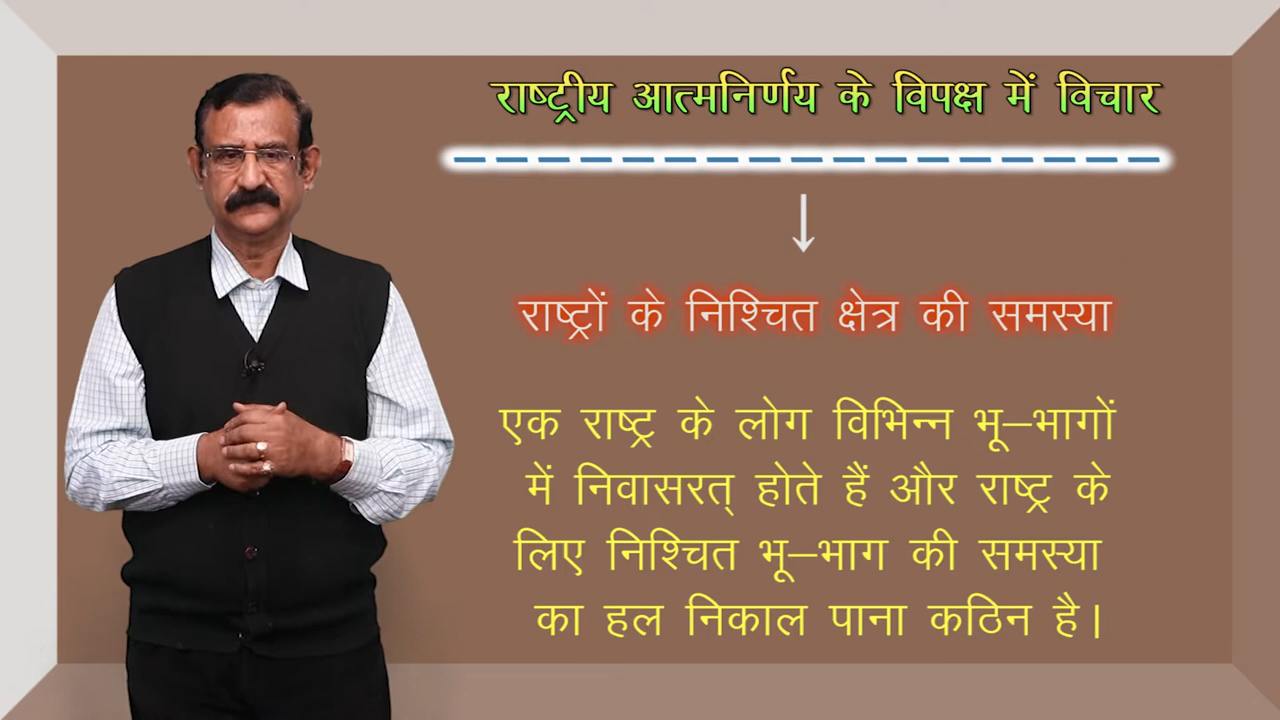 राष्ट्रीय आत्मनिर्णय के विपक्ष में विचार
राष्ट्रों के निश्चित क्षेत्र की समस्या
एक राष्ट्र के लोग विभिन्न भू–भागों
में निवासरत् होते हैं और राष्ट्र के
लिए निश्चित भू–भाग की समस्या
का हल निकाल पाना कठिन है।